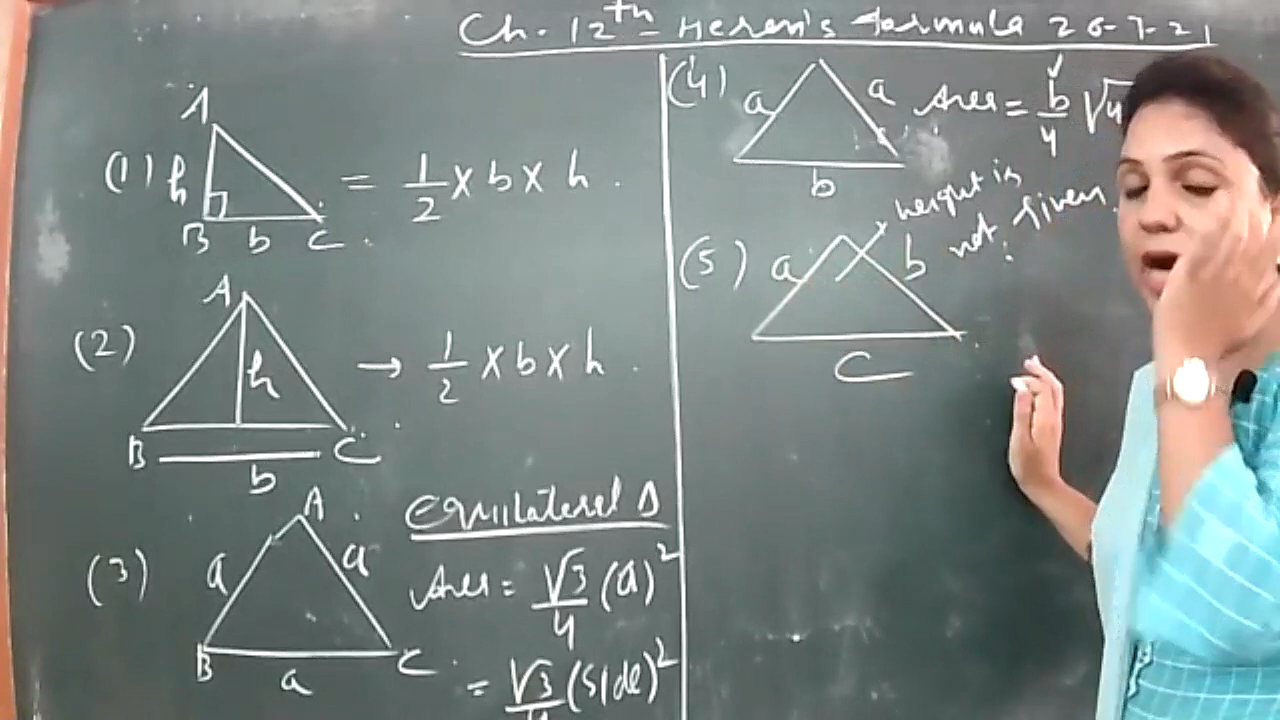 Ch. 12th - Heron's formula 26-7-21
A
(1) h = 1/2 × b × h .
B b C .
A
(2) h → 1/2 × b × h .
B C .
b
A . equilateral Δ
(3) a a Area = √3/4 (a)²
B a C . = √3/4 (side)²
(4) a a Area = b/4 √4
b
height is
not given.
(5) a b
C